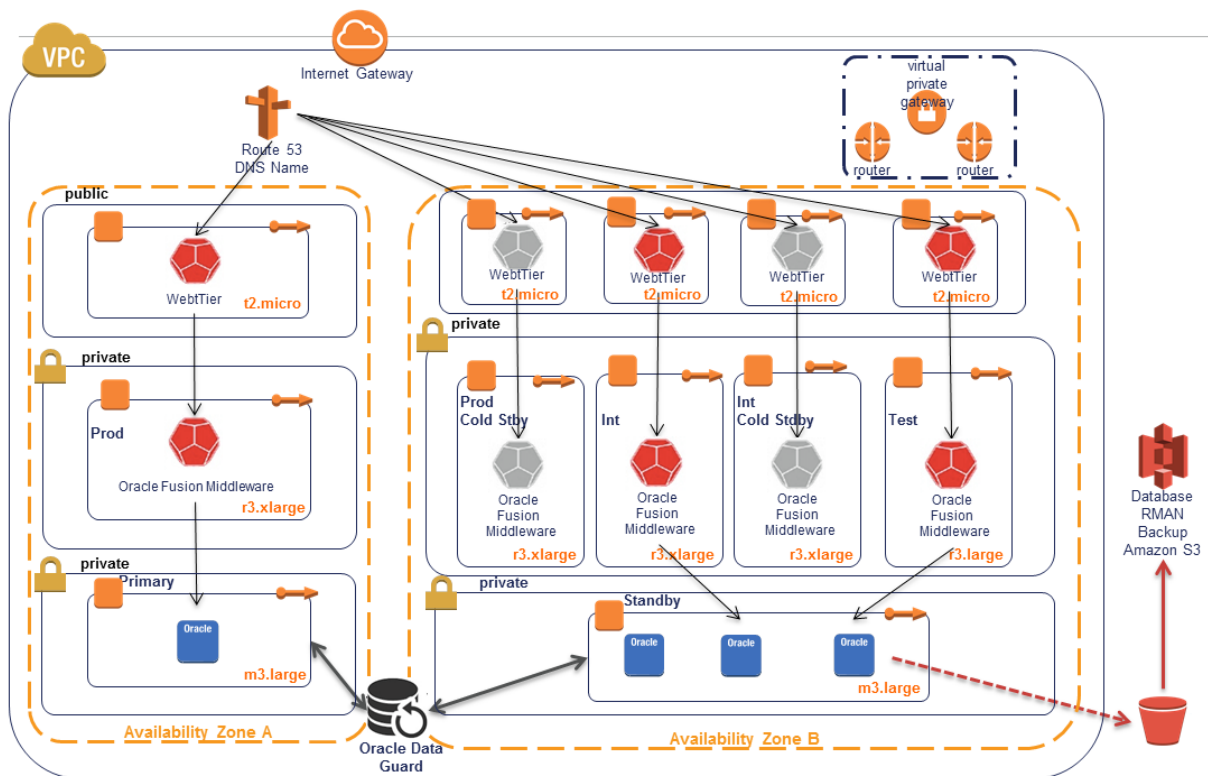 VPC
Internet Gateway
virtual
private
gateway
router
router
Route 53
DNS Name
public
WebtTier
t2.micro
private
Prod
Oracle Fusion Middleware
r3.xlarge
private
Primary
Oracle
m3.large
Availability Zone A
Oracle Data
Guard
WebtTier
t2.micro
WebtTier
t2.micro
WebtTier
t2.micro
WebtTier
t2.micro
private
Prod
Cold Stby
Oracle
Fusion
Middleware
r3.xlarge
Int
Oracle
Fusion
Middleware
r3.xlarge
Int
Cold Stdby
Oracle
Fusion
Middleware
r3.xlarge
Test
Oracle
Fusion
Middleware
r3.large
private
Standby
Oracle
Oracle
Oracle
m3.large
Availability Zone B
Database
RMAN
Backup
Amazon S3